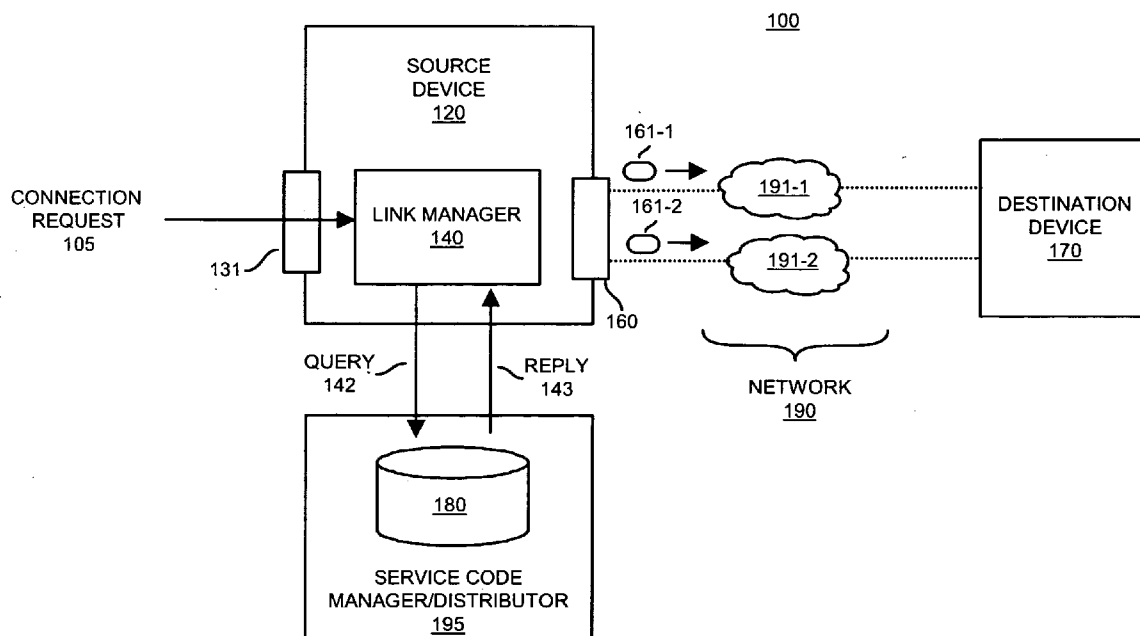 100
SOURCE
DEVICE
120
161-1
191-1
CONNECTION
REQUEST
105
LINK MANAGER
140
161-2
191-2
DESTINATION
DEVICE
170
131
160
QUERY
142
REPLY
143
NETWORK
190
180
SERVICE CODE
MANAGER/DISTRIBUTOR
195